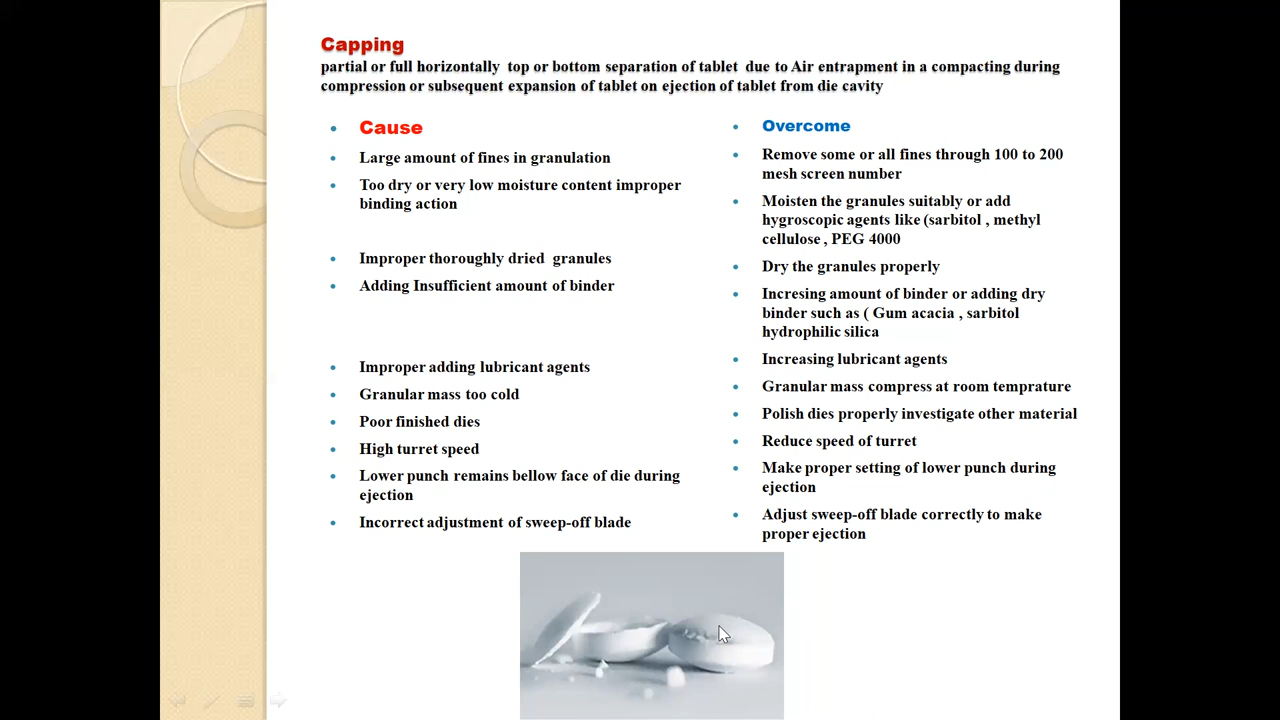 Capping
partial or full horizontally top or bottom separation of tablet due to Air entrapment in a compacting during
compression or subsequent expansion of tablet on ejection of tablet from die cavity
• Cause
• Large amount of fines in granulation
• Too dry or very low moisture content improper
binding action
• Improper thoroughly dried granules
• Adding Insufficient amount of binder
• Improper adding lubricant agents
• Granular mass too cold
• Poor finished dies
• High turret speed
• Lower punch remains bellow face of die during
ejection
• Incorrect adjustment of sweep-off blade
• Overcome
• Remove some or all fines through 100 to 200
mesh screen number
• Moisten the granules suitably or add
hygroscopic agents like (sarbitol , methyl
cellulose , PEG 4000
• Dry the granules properly
• Incresing amount of binder or adding dry
binder such as ( Gum acacia , sarbitol
hydrophilic silica
• Increasing lubricant agents
• Granular mass compress at room temprature
• Polish dies properly investigate other material
• Reduce speed of turret
• Make proper setting of lower punch during
ejection
• Adjust sweep-off blade correctly to make
proper ejection